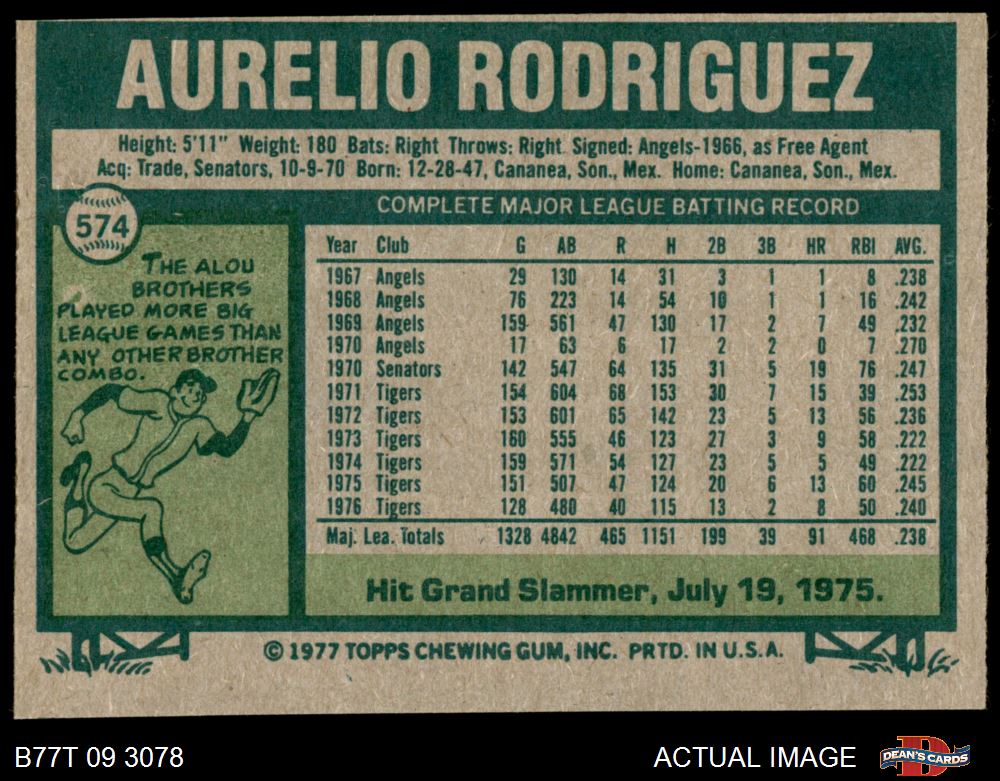 AURELIO RODRIGUEZ
Height: 5'11" Weight: 180 Bats: Right Throws: Right Signed: Angels-1966, as Free Agent
Acq: Trade, Senators, 10-9-70 Born: 12-28-47, Cananea, Son., Mex. Home: Cananea, Son., Mex.
574
THE ALOU
BROTHERS
PLAYED MORE BIG
LEAGUE GAMES THAN
ANY OTHER BROTHER
COMBO.
COMPLETE MAJOR LEAGUE BATTING RECORD
Year Club G AB R H 2B 3B HR RBI AVG.
1967 Angels 29 130 14 31 3 1 1 8 .238
1968 Angels 76 223 14 54 10 1 1 16 .242
1969 Angels 159 561 47 130 17 2 7 49 .232
1970 Angels 17 63 6 17 2 2 0 7 .270
1970 Senators 142 547 64 135 31 5 19 76 .247
1971 Tigers 154 604 68 153 30 7 15 39 .253
1972 Tigers 153 601 65 142 23 5 13 56 .236
1973 Tigers 160 555 46 123 27 3 9 58 .222
1974 Tigers 159 571 54 127 23 5 5 49 .222
1975 Tigers 151 507 47 124 20 6 13 60 .245
1976 Tigers 128 480 40 115 13 2 8 50 .240
Maj. Lea. Totals 1328 4842 465 1151 199 39 91 468 .238
Hit Grand Slammer, July 19, 1975.
© 1977 TOPPS CHEWING GUM, INC. PRTD. IN U.S.A.
B77T 09 3078
ACTUAL IMAGE
DEAN'S CARDS